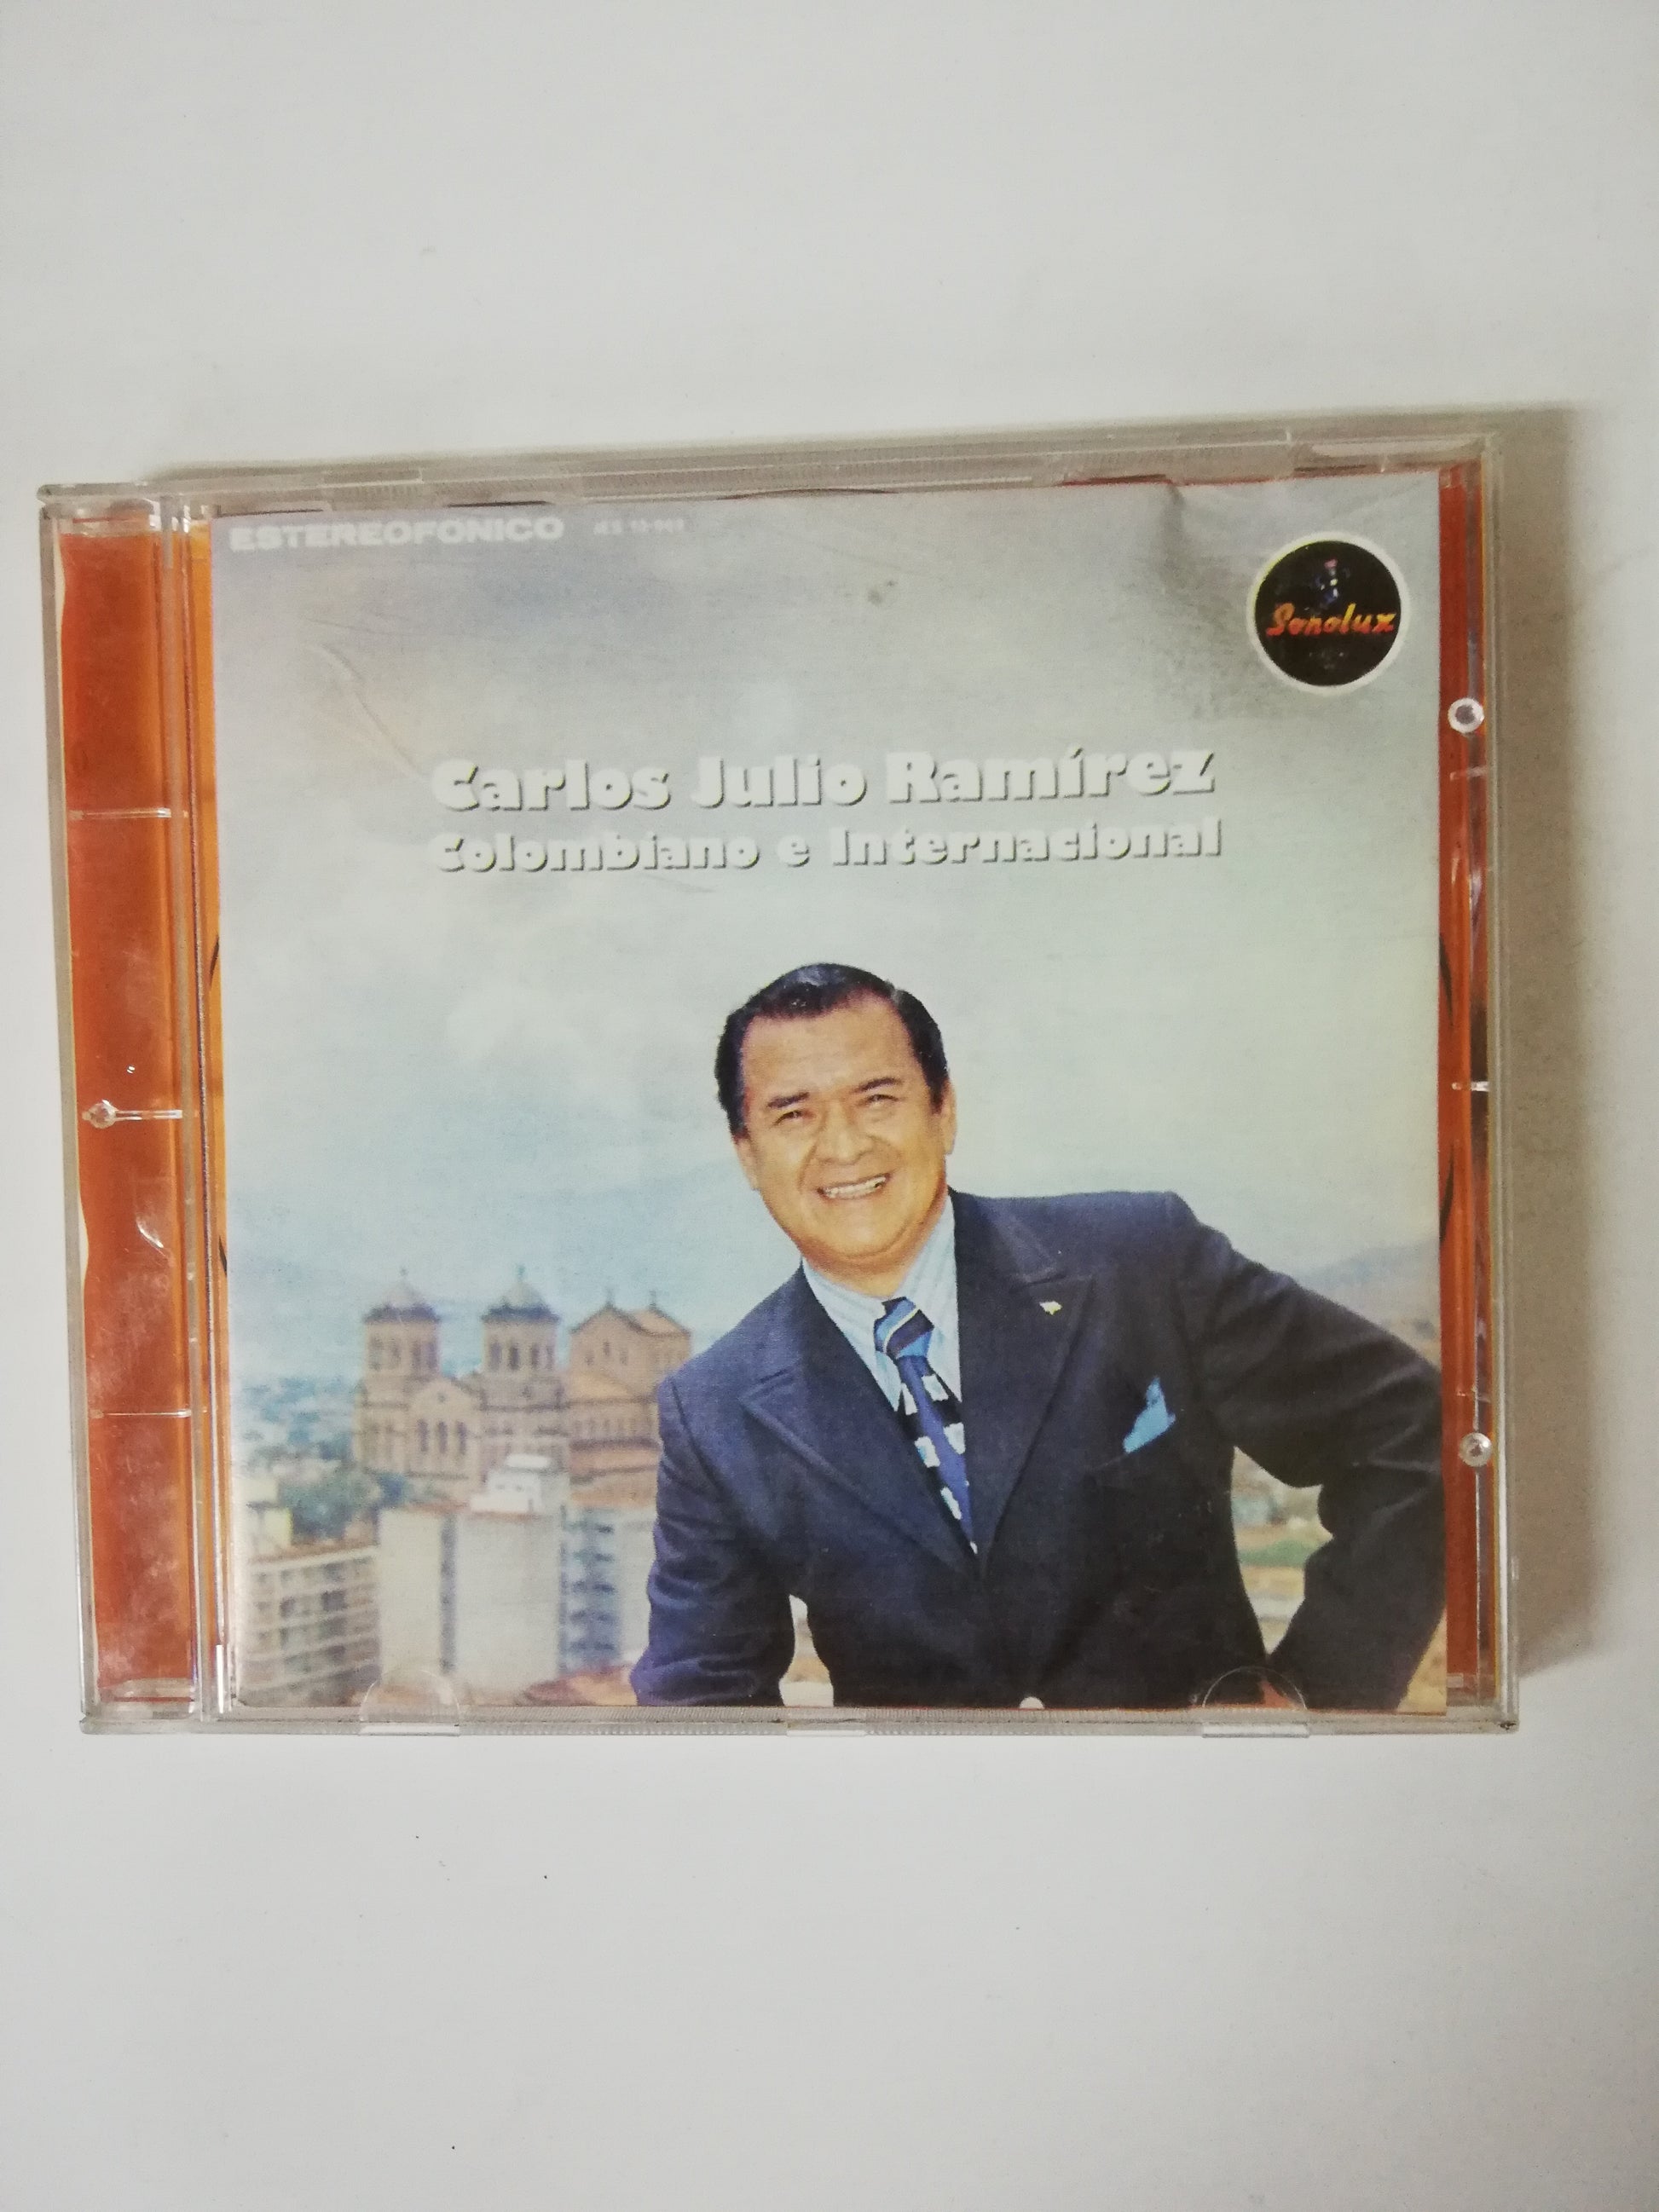 ESTEREOFONICO
Sonolux
Carlos Julio Ramírez
Colombiano e Internacional